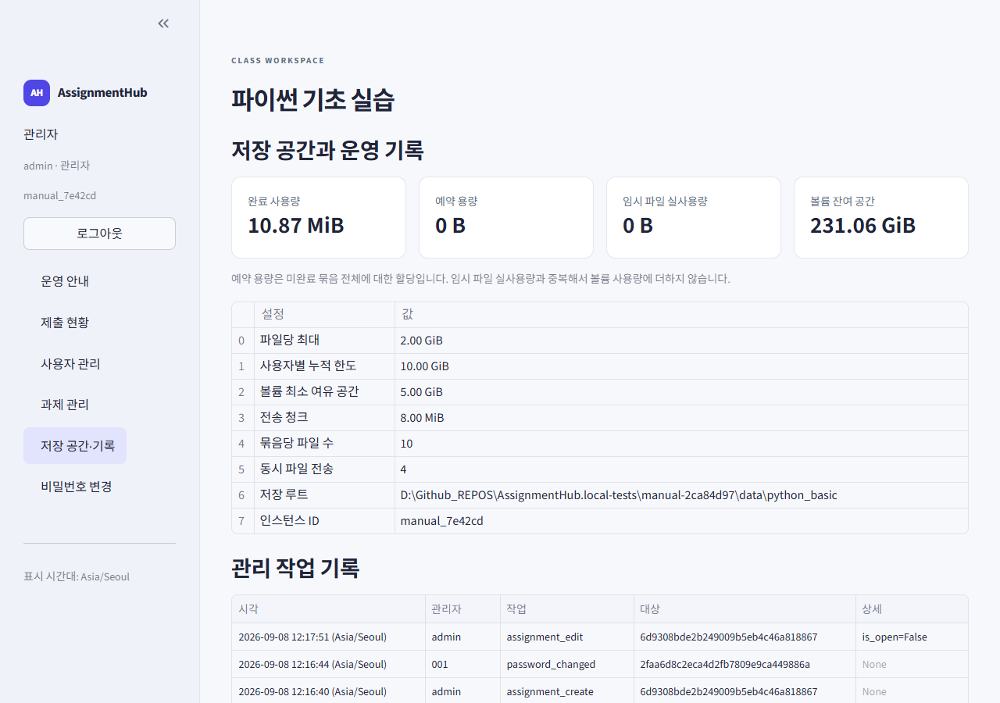 AH AssignmentHub
관리자
admin · 관리자
manual_7e42cd
로그아웃
운영 안내
제출 현황
사용자 관리
과제 관리
저장 공간·기록
비밀번호 변경
표시 시간대: Asia/Seoul
CLASS WORKSPACE
파이썬 기초 실습
저장 공간과 운영 기록
완료 사용량
10.87 MiB
예약 용량
0 B
임시 파일 실사용량
0 B
볼륨 잔여 공간
231.06 GiB
예약 용량은 미완료 묶음 전체에 대한 할당입니다. 임시 파일 실사용량과 중복해서 볼륨 사용량에 더하지 않습니다.
설정 값
0 파일당 최대 2.00 GiB
1 사용자별 누적 한도 10.00 GiB
2 볼륨 최소 여유 공간 5.00 GiB
3 전송 청크 8.00 MiB
4 묶음당 파일 수 10
5 동시 파일 전송 4
6 저장 루트 D:\Github_REPOS\AssignmentHub.local-tests\manual-2ca84d97\data\python_basic
7 인스턴스 ID manual_7e42cd
관리 작업 기록
시각 관리자 작업 대상 상세
2026-09-08 12:17:51 (Asia/Seoul) admin assignment_edit 6d9308bde2b249009b5eb4c46a818867 is_open=False
2026-09-08 12:16:44 (Asia/Seoul) 001 password_changed 2faa6d8c2eca4d2fb7809e9ca449886a None
2026-09-08 12:16:40 (Asia/Seoul) admin assignment_create 6d9308bde2b249009b5eb4c46a818867 None